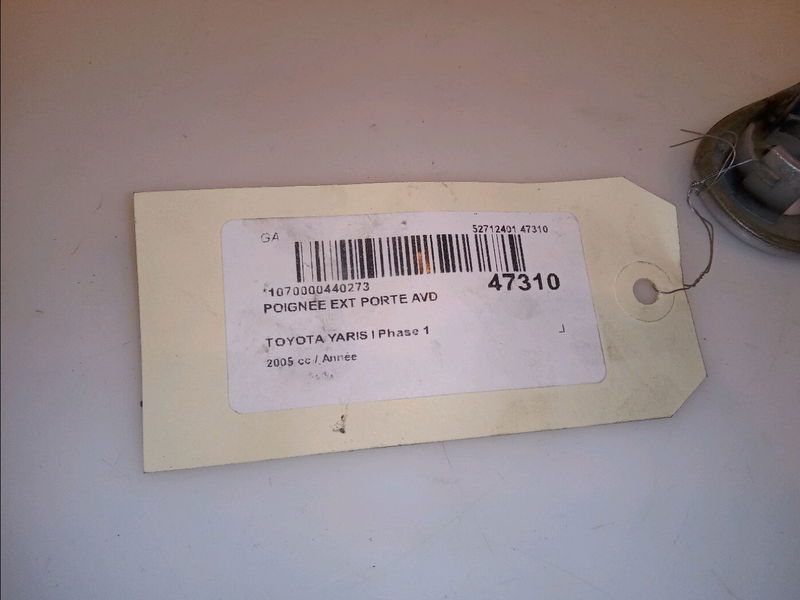 GA
52712401 47310
*1070000440273
47310
POIGNEE EXT PORTE AVD
TOYOTA YARIS I Phase 1
2005 cc / Année